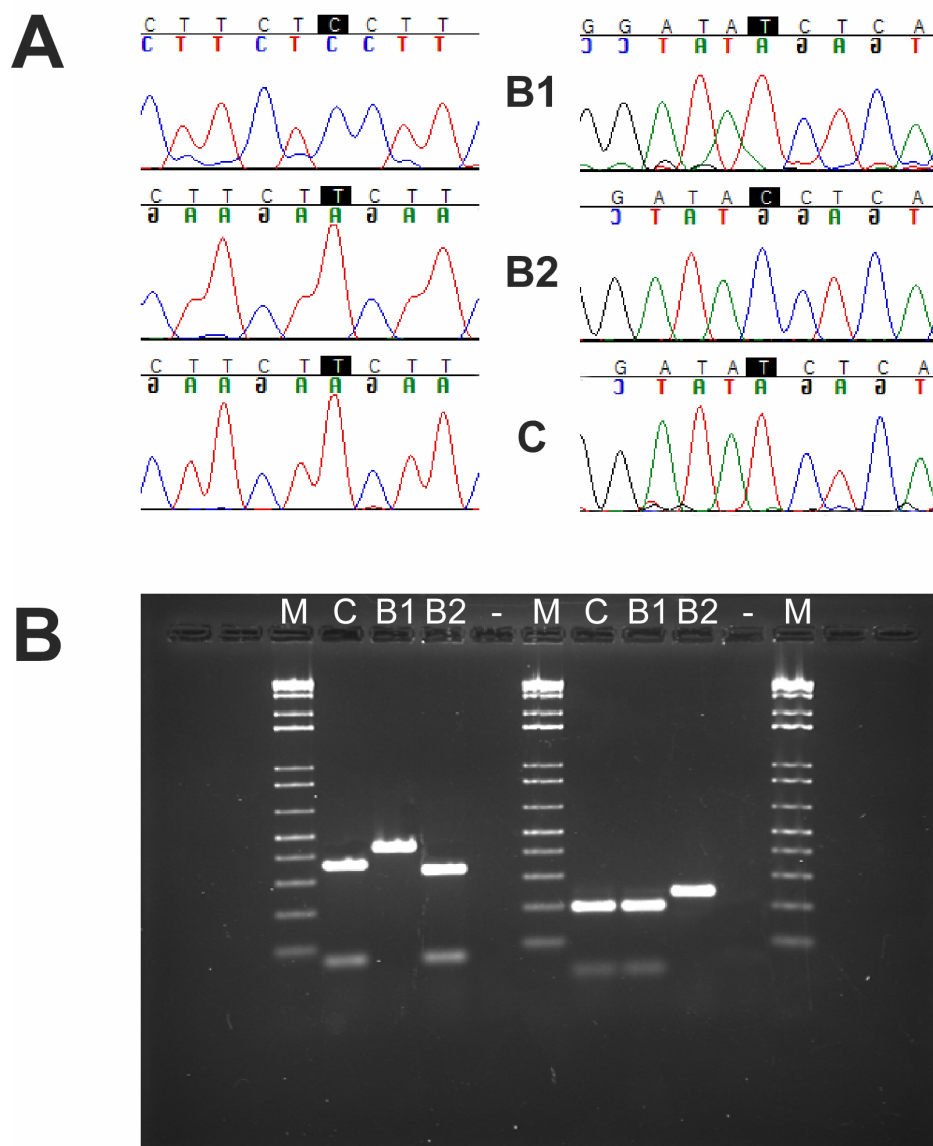 A
C T T C T C C T T
C T T C T C C T T
C T T C T T C T T
G A A G A A G A A
C T T C T T C T T
G A A G A A G A A
B1
G G A T A T C T C A
C C T A T A G A G T
B2
G A T A C C T C A
C T A T G G A G T
C
G A T A T C T C A
C T A T A G A G T
B
M C B1 B2 - M C B1 B2 - M